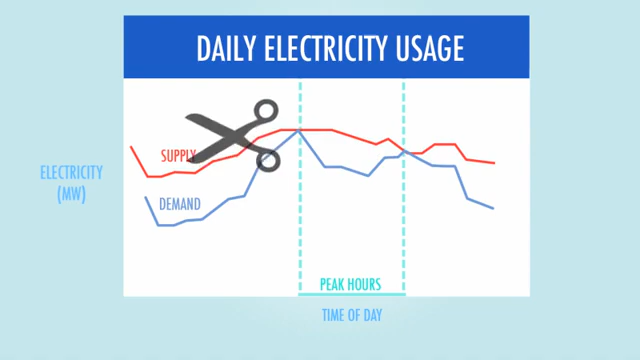 DAILY ELECTRICITY USAGE
SUPPLY
ELECTRICITY
(MW)
DEMAND
PEAK HOURS
TIME OF DAY